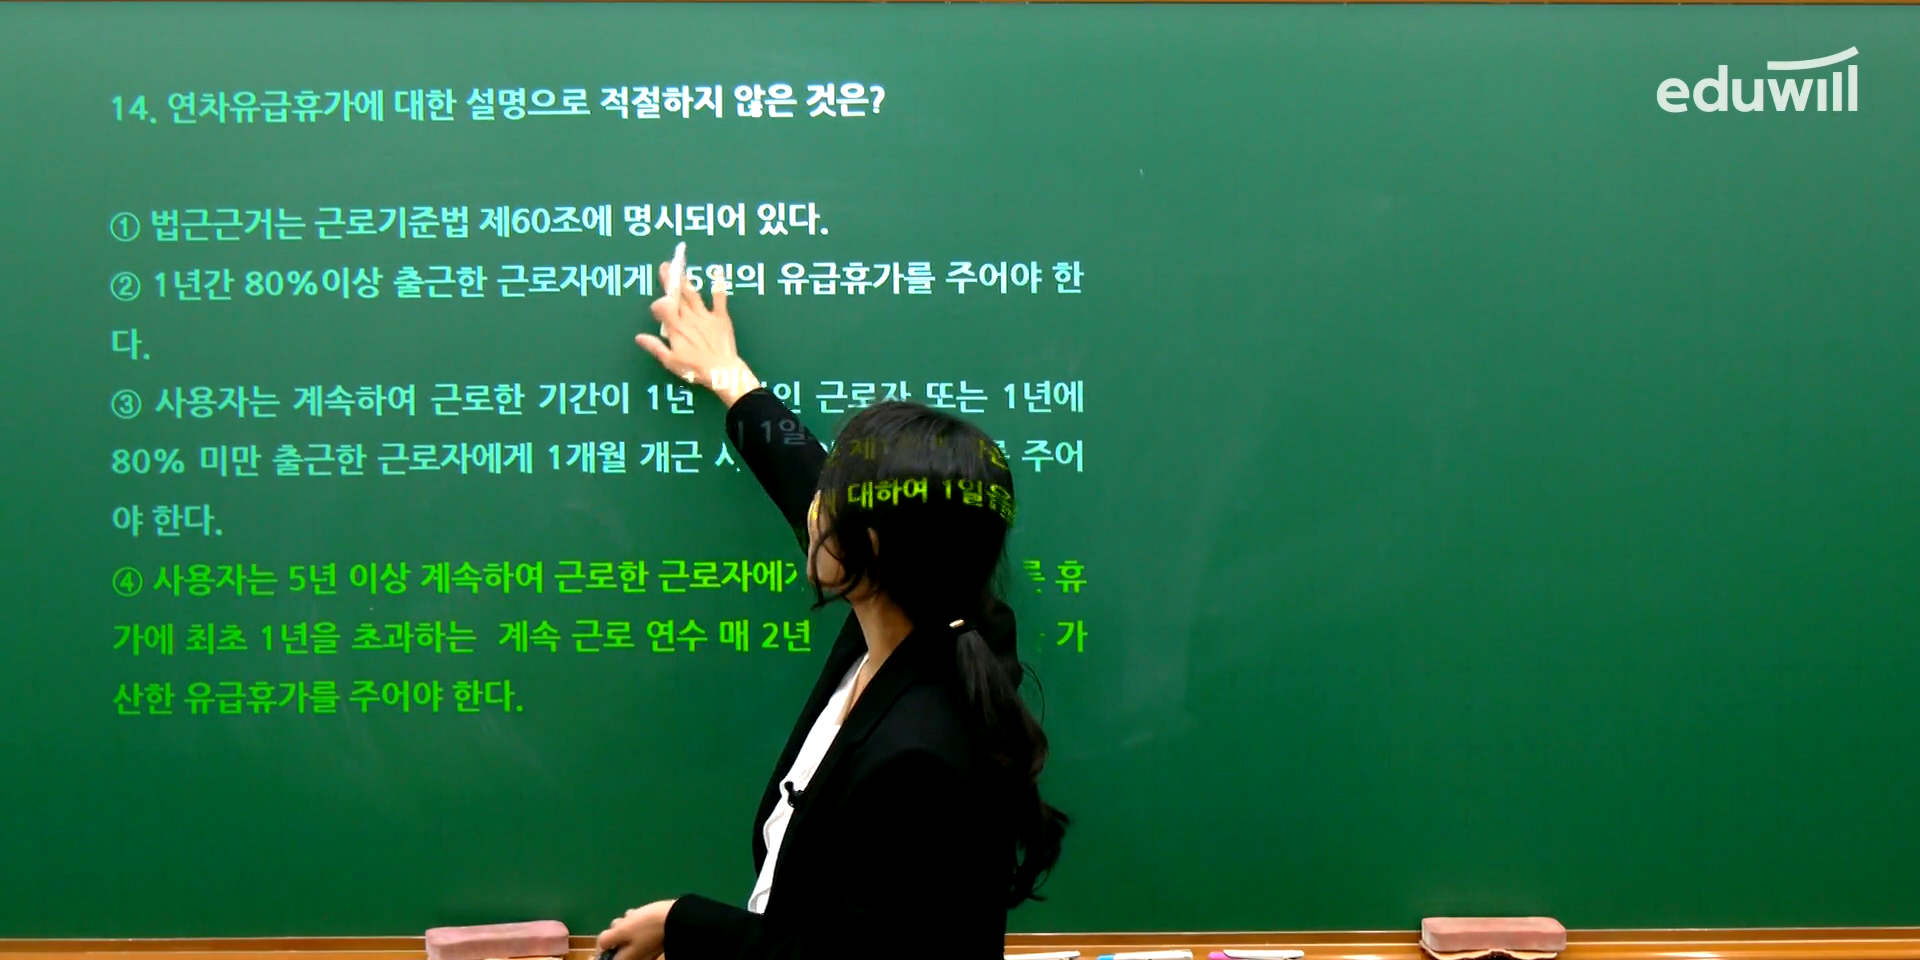 eduwill
14. 연차유급휴가에 대한 설명으로 적절하지 않은 것은?
① 법근근거는 근로기준법 제60조에 명시되어 있다.
② 1년간 80%이상 출근한 근로자에게 유급휴가를 주어야 한
다.
③ 사용자는 계속하여 근로한 기간이 1년 근로자 또는 1년에
80% 미만 출근한 근로자에게 1개월 개근 주어
야 한다.
④ 사용자는 5년 이상 계속하여 근로한 근로자에게 휴
가에 최초 1년을 초과하는 계속 근로 연수 매 2년 대하여 1일을 가
산한 유급휴가를 주어야 한다.